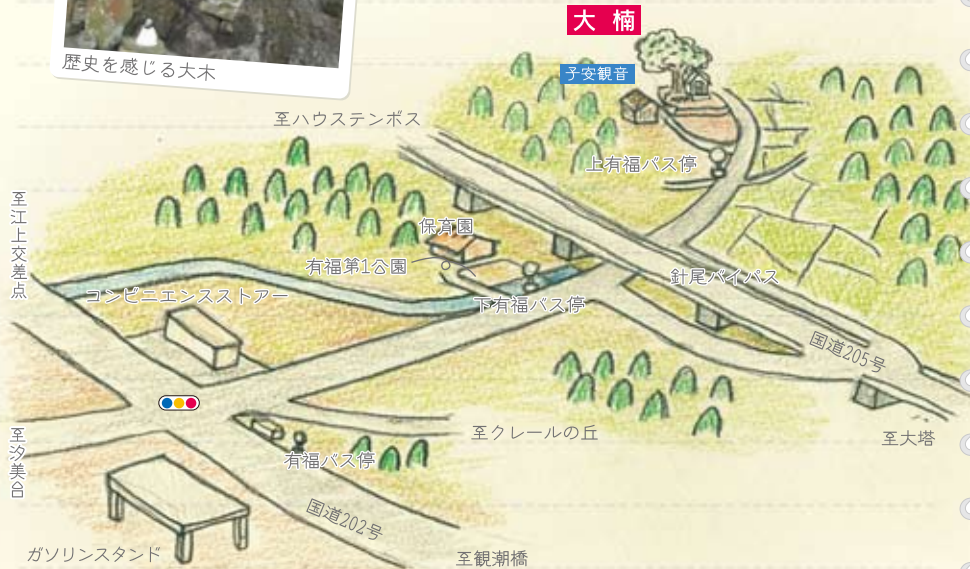 歴史を感じる大木
大楠
子安観音
至ハウステンボス
上有福バス停
至江上交差点
保育園
有福第1公園
針尾バイパス
コンビニエンスストアー
下有福バス停
国道205号
至クレールの丘
至大塔
至汐美台
有福バス停
国道202号
ガソリンスタンド
至観潮橋